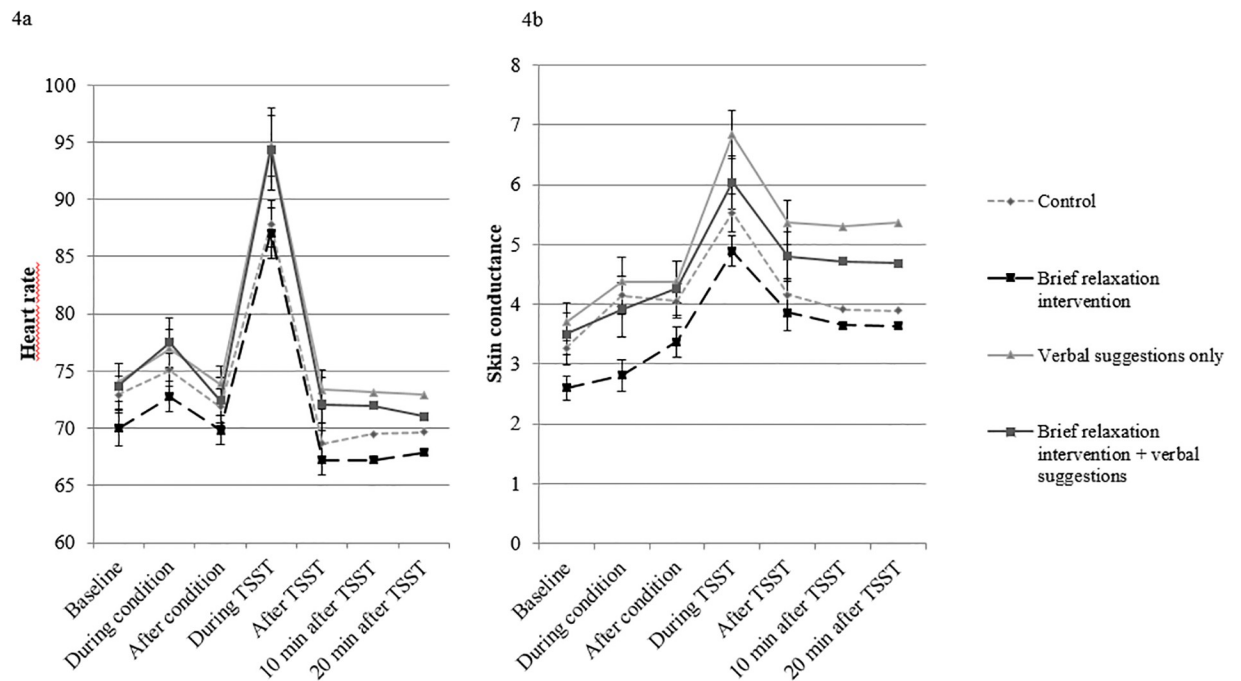 4a
4b
100
95
90
85
80
75
70
65
60
Heart rate
Baseline
During condition
After condition
During TSST
After TSST
10 min after TSST
20 min after TSST
8
7
6
5
4
3
2
1
0
Skin conductance
Baseline
During condition
After condition
During TSST
After TSST
10 min after TSST
20 min after TSST
Control
Brief relaxation
intervention
Verbal suggestions only
Brief relaxation
intervention + verbal
suggestions